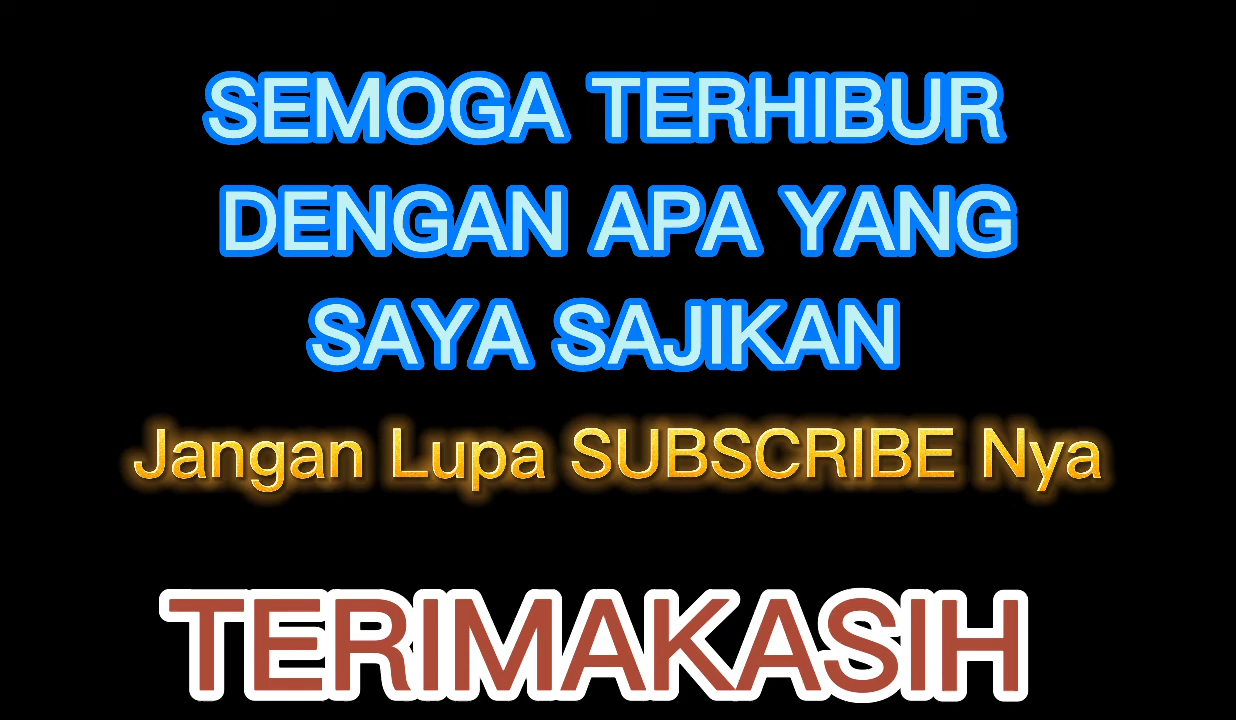 SEMOGA TERHIBUR
DENGAN APA YANG
SAYA SAJIKAN
Jangan Lupa SUBSCRIBE Nya
TERIMAKASIH